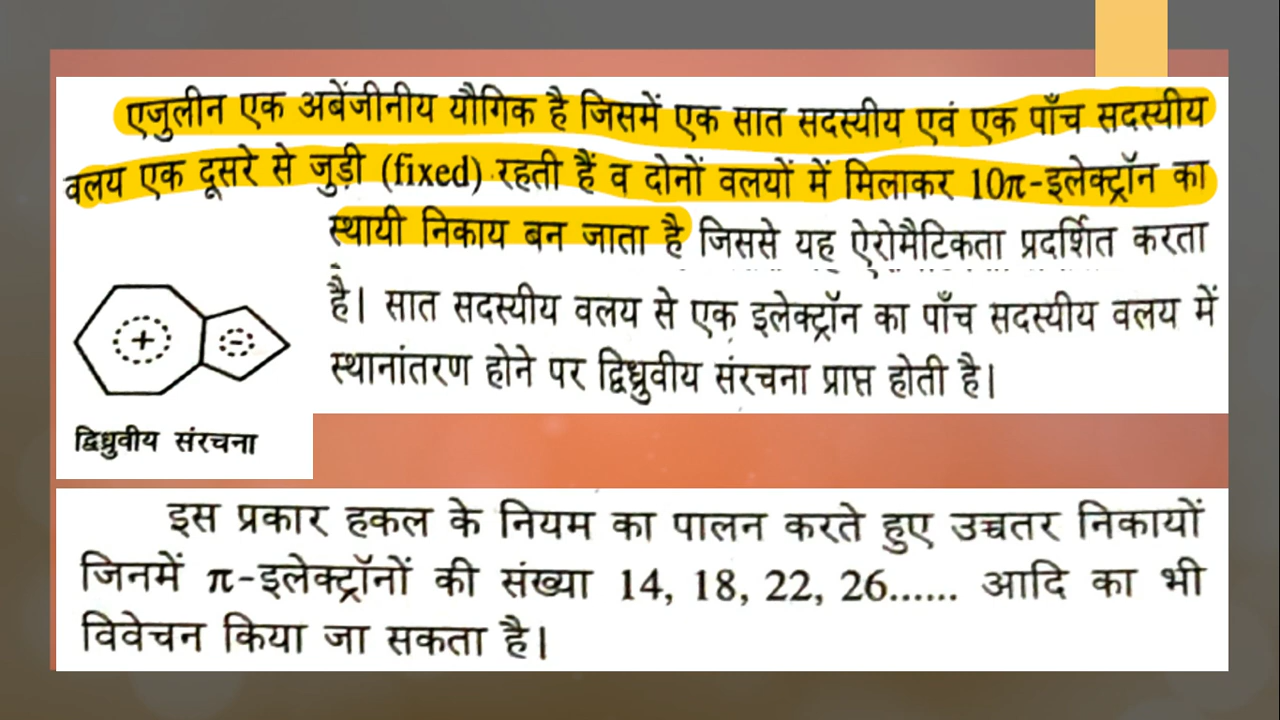 एजुलीन एक अबेंजीनीय यौगिक है जिसमें एक सात सदस्यीय एवं एक पाँच सदस्यीय
वलय एक दूसरे से जुड़ी (fixed) रहती हैं व दोनों वलयों में मिलाकर 10π-इलेक्ट्रॉन का
स्थायी निकाय बन जाता है जिससे यह ऐरोमैटिकता प्रदर्शित करता
है। सात सदस्यीय वलय से एक इलेक्ट्रॉन का पाँच सदस्यीय वलय में
स्थानांतरण होने पर द्विध्रुवीय संरचना प्राप्त होती है।
+
-
द्विध्रुवीय संरचना
इस प्रकार हकल के नियम का पालन करते हुए उच्चतर निकायों
जिनमें π-इलेक्ट्रॉनों की संख्या 14, 18, 22, 26...... आदि का भी
विवेचन किया जा सकता है।